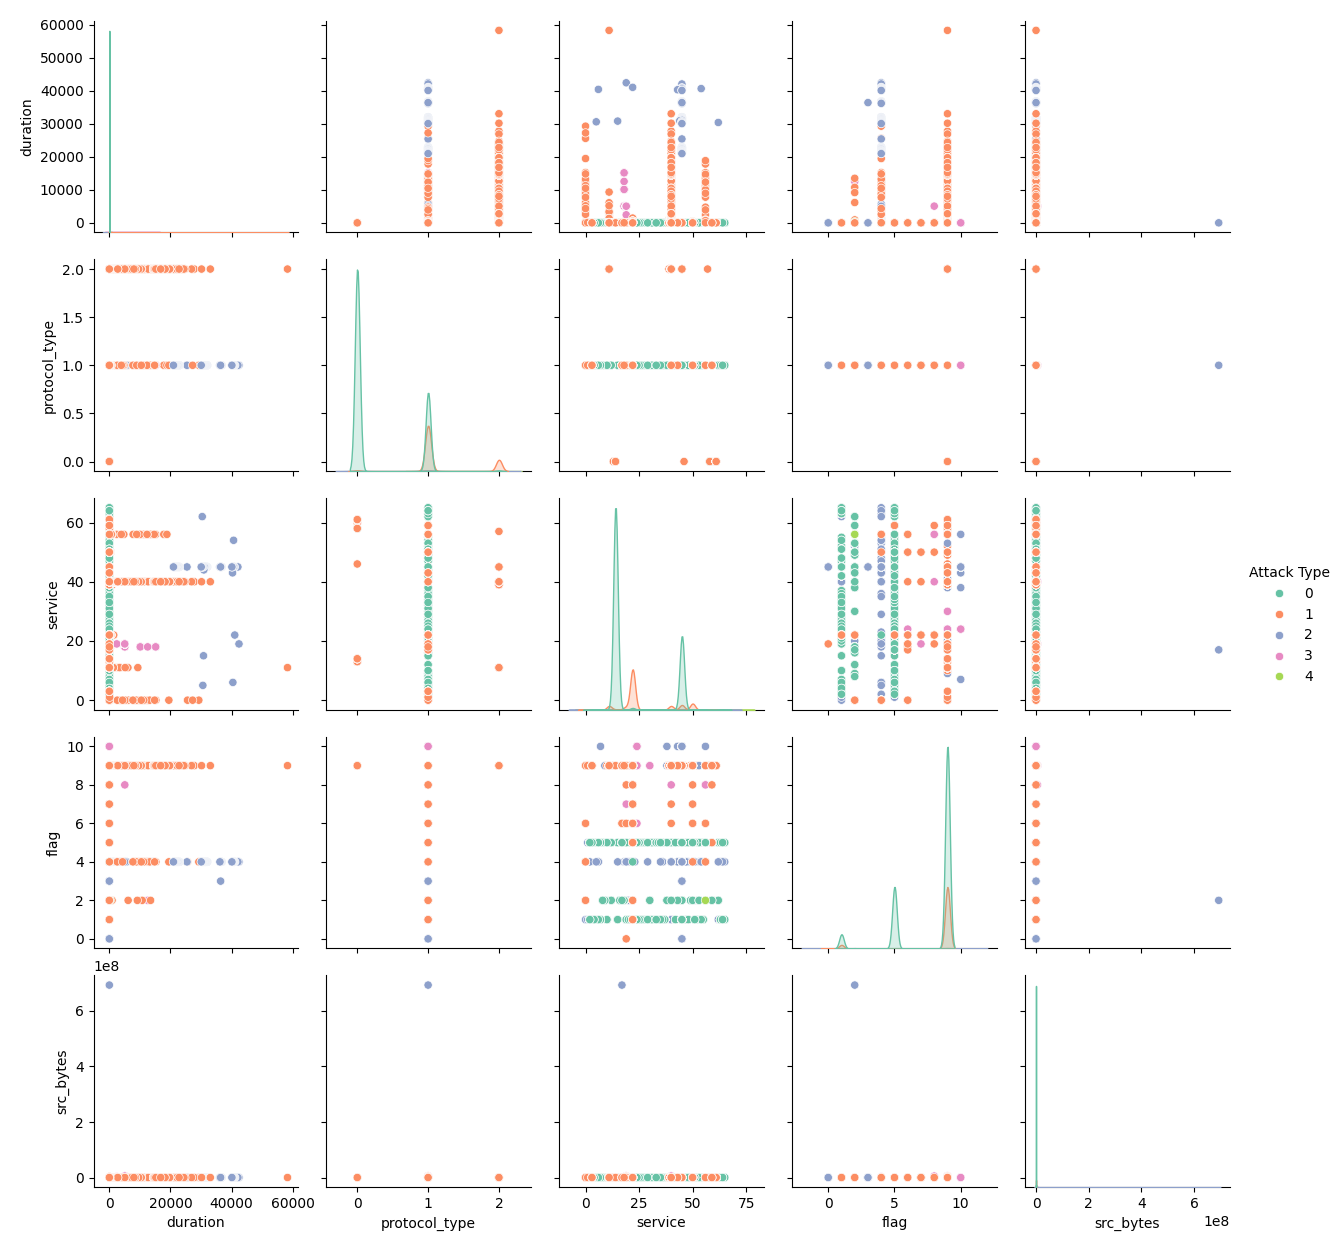 60000
50000
40000
30000
20000
10000
0
duration
2.0
1.5
1.0
0.5
0.0
protocol_type
60
40
20
0
service
Attack Type
0
1
2
3
4
10
8
6
4
2
0
flag
1e8
6
4
2
0
src_bytes
0 20000 40000 60000
duration
0 1 2
protocol_type
0 25 50 75
service
0 5 10
flag
0 2 4 6
1e8
src_bytes